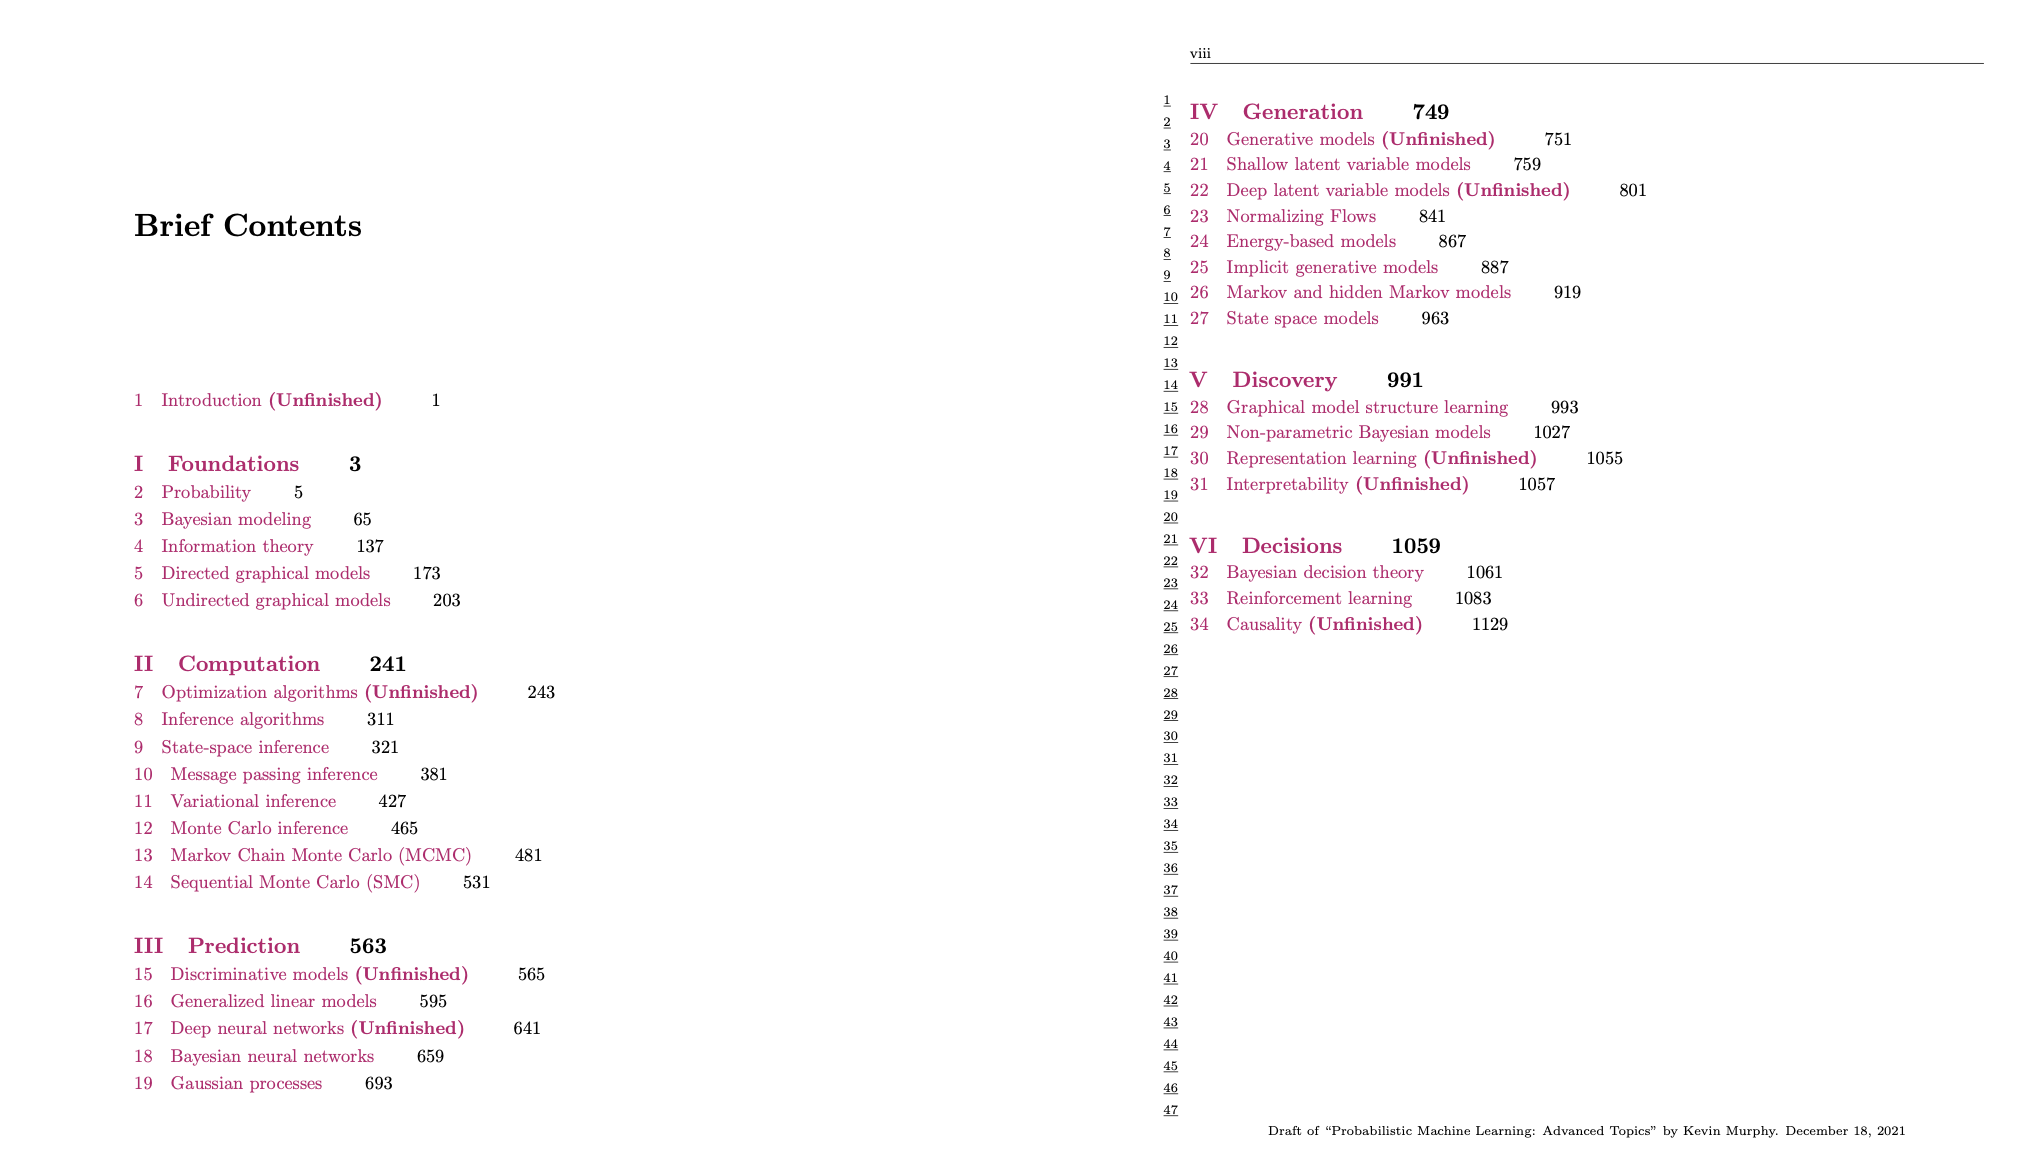 Brief Contents
1 Introduction (Unfinished) 1
I Foundations 3
2 Probability 5
3 Bayesian modeling 65
4 Information theory 137
5 Directed graphical models 173
6 Undirected graphical models 203
II Computation 241
7 Optimization algorithms (Unfinished) 243
8 Inference algorithms 311
9 State-space inference 321
10 Message passing inference 381
11 Variational inference 427
12 Monte Carlo inference 465
13 Markov Chain Monte Carlo (MCMC) 481
14 Sequential Monte Carlo (SMC) 531
III Prediction 563
15 Discriminative models (Unfinished) 565
16 Generalized linear models 595
17 Deep neural networks (Unfinished) 641
18 Bayesian neural networks 659
19 Gaussian processes 693
viii
1
2
3
4
5
6
7
8
9
10
11
12
13
14
15
16
17
18
19
20
21
22
23
24
25
26
27
28
29
30
31
32
33
34
35
36
37
38
39
40
41
42
43
44
45
46
47
IV Generation 749
20 Generative models (Unfinished) 751
21 Shallow latent variable models 759
22 Deep latent variable models (Unfinished) 801
23 Normalizing Flows 841
24 Energy-based models 867
25 Implicit generative models 887
26 Markov and hidden Markov models 919
27 State space models 963
V Discovery 991
28 Graphical model structure learning 993
29 Non-parametric Bayesian models 1027
30 Representation learning (Unfinished) 1055
31 Interpretability (Unfinished) 1057
VI Decisions 1059
32 Bayesian decision theory 1061
33 Reinforcement learning 1083
34 Causality (Unfinished) 1129
Draft of “Probabilistic Machine Learning: Advanced Topics” by Kevin Murphy. December 18, 2021